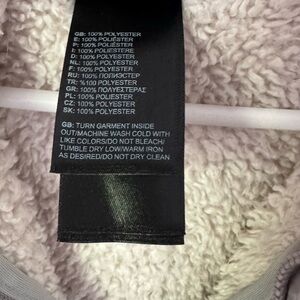 GB: 100% POLYESTER
E: 100% POLIÉSTER
P: 100% POLIÉSTER
I: 100% POLIESTERE
D: 100% POLYESTER
NL: 100% POLYESTER
F: 100% POLYESTER
RU: 100% ПОЛИЭСТЕР
TR: %100 POLYESTER
GR: 100% ΠΟΛΥΕΣΤΕΡΑΣ
PL: 100% POLIESTER
CZ: 100% POLYESTER
SK: 100% POLYESTER
GB: TURN GARMENT INSIDE
OUT/MACHINE WASH COLD WITH
LIKE COLORS/DO NOT BLEACH/
TUMBLE DRY LOW/WARM IRON
AS DESIRED/DO NOT DRY CLEAN